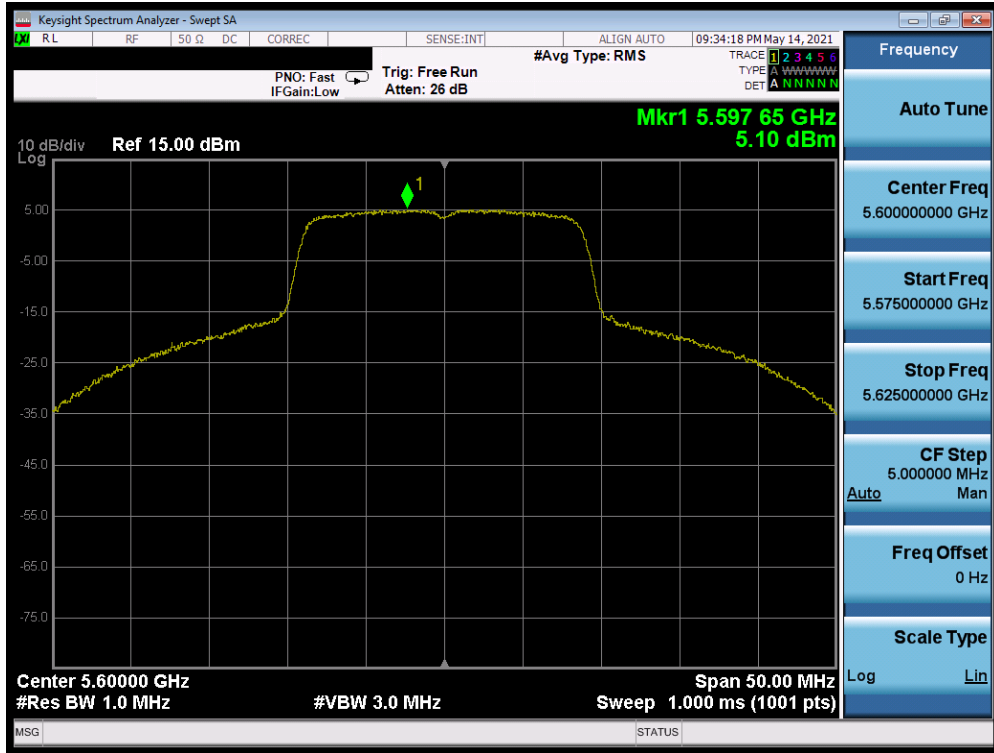 Keysight Spectrum Analyzer - Swept SA
LXI RL RF 50 Ω DC CORREC SENSE:INT ALIGN AUTO 09:34:18 PM May 14, 2021
#Avg Type: RMS
TRACE 1 2 3 4 5 6
PNO: Fast Trig: Free Run
TYPE A WWWWW
IFGain:Low Atten: 26 dB
DET A N N N N N
Mkr1 5.597 65 GHz
5.10 dBm
10 dB/div Ref 15.00 dBm
Log
1
5.00
-5.00
-15.0
-25.0
-35.0
-45.0
-55.0
-65.0
-75.0
Center 5.60000 GHz
Span 50.00 MHz
#Res BW 1.0 MHz
#VBW 3.0 MHz
Sweep 1.000 ms (1001 pts)
MSG
STATUS
Frequency
Auto Tune
Center Freq
5.600000000 GHz
Start Freq
5.575000000 GHz
Stop Freq
5.625000000 GHz
CF Step
5.000000 MHz
Auto Man
Freq Offset
0 Hz
Scale Type
Log Lin